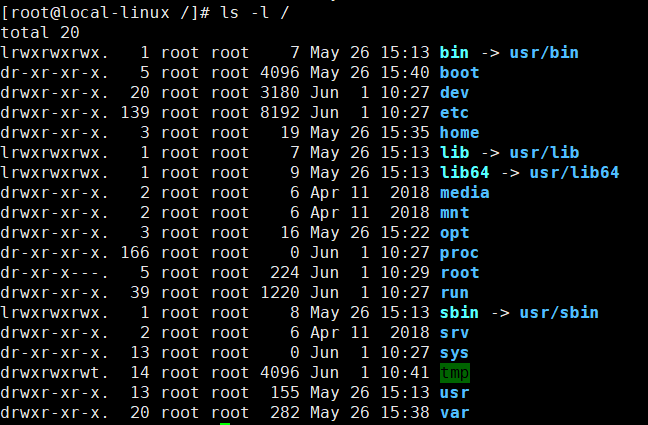 [root@local-linux /]# ls -l /
total 20
lrwxrwxrwx.   1 root root    7 May 26 15:13 bin -> usr/bin
dr-xr-xr-x.   5 root root 4096 May 26 15:40 boot
drwxr-xr-x.  20 root root 3180 Jun  1 10:27 dev
drwxr-xr-x. 139 root root 8192 Jun  1 10:27 etc
drwxr-xr-x.   3 root root   19 May 26 15:35 home
lrwxrwxrwx.   1 root root    7 May 26 15:13 lib -> usr/lib
lrwxrwxrwx.   1 root root    9 May 26 15:13 lib64 -> usr/lib64
drwxr-xr-x.   2 root root    6 Apr 11  2018 media
drwxr-xr-x.   2 root root    6 Apr 11  2018 mnt
drwxr-xr-x.   3 root root   16 May 26 15:22 opt
dr-xr-xr-x. 166 root root    0 Jun  1 10:27 proc
dr-xr-x---.   5 root root  224 Jun  1 10:29 root
drwxr-xr-x.  39 root root 1220 Jun  1 10:27 run
lrwxrwxrwx.   1 root root    8 May 26 15:13 sbin -> usr/sbin
drwxr-xr-x.   2 root root    6 Apr 11  2018 srv
dr-xr-xr-x.  13 root root    0 Jun  1 10:27 sys
drwxrwxrwt.  14 root root 4096 Jun  1 10:41 tmp
drwxr-xr-x.  13 root root  155 May 26 15:13 usr
drwxr-xr-x.  20 root root  282 May 26 15:38 var